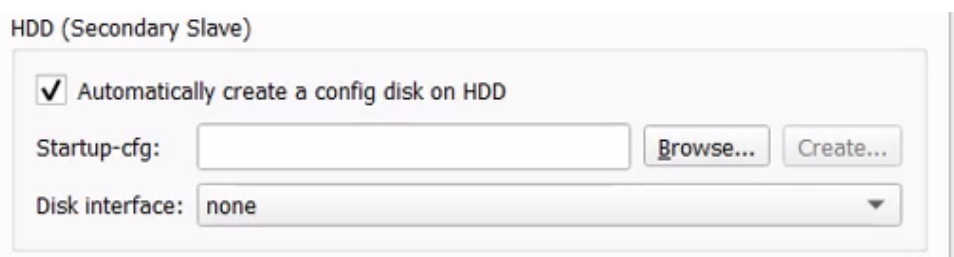 HDD (Secondary Slave)
Automatically create a config disk on HDD
Startup-cfg: Browse... Create...
Disk interface: none